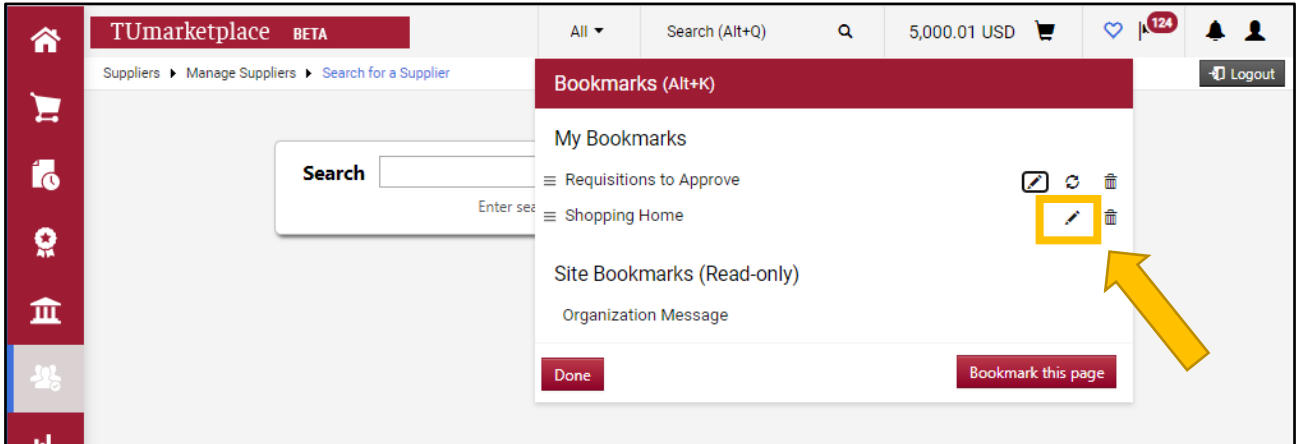 TUmarketplace BETA
All Search (Alt+Q) 5,000.01 USD 124
Suppliers Manage Suppliers Search for a Supplier
Logout
Bookmarks (Alt+K)
My Bookmarks
Search
Requisitions to Approve
Enter sea
Shopping Home
Site Bookmarks (Read-only)
Organization Message
Done Bookmark this page